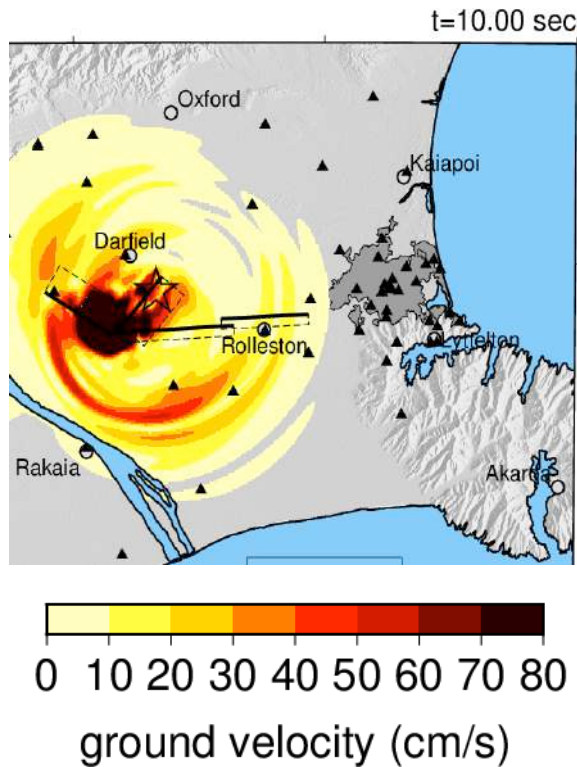 t=10.00 sec
Oxford
Kaiapoi
Darfield
Rolleston
Lyttelton
Rakaia
Akaroa
0 10 20 30 40 50 60 70 80
ground velocity (cm/s)